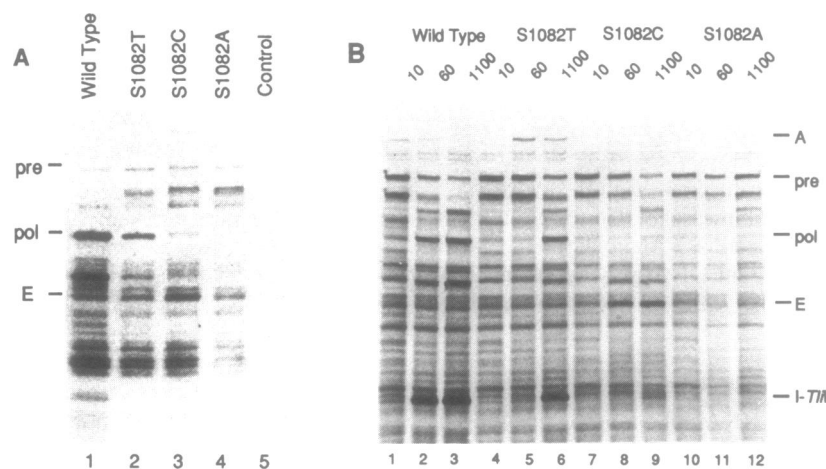 A
Wild Type
S1082T
S1082C
S1082A
Control
pre
pol
E
1 2 3 4 5
B
Wild Type S1082T S1082C S1082A
10 60 1100 10 60 1100 10 60 1100 10 60 1100
A
pre
pol
E
I-Tli
1 2 3 4 5 6 7 8 9 10 11 12